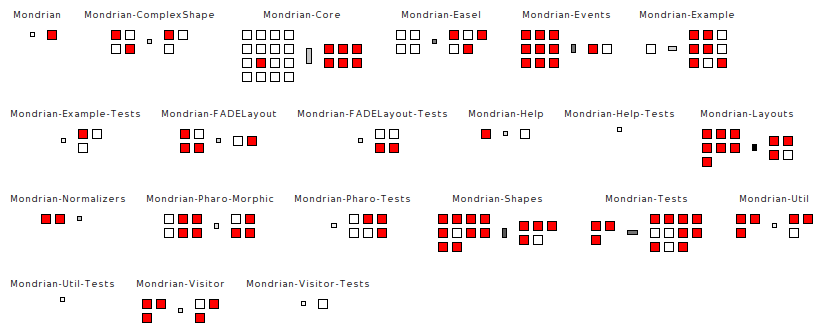 Mondrian Mondrian-ComplexShape Mondrian-Core Mondrian-Easel Mondrian-Events Mondrian-Example
Mondrian-Example-Tests Mondrian-FADELayout Mondrian-FADELayout-Tests Mondrian-Help Mondrian-Help-Tests Mondrian-Layouts
Mondrian-Normalizers Mondrian-Pharo-Morphic Mondrian-Pharo-Tests Mondrian-Shapes Mondrian-Tests Mondrian-Util
Mondrian-Util-Tests Mondrian-Visitor Mondrian-Visitor-Tests